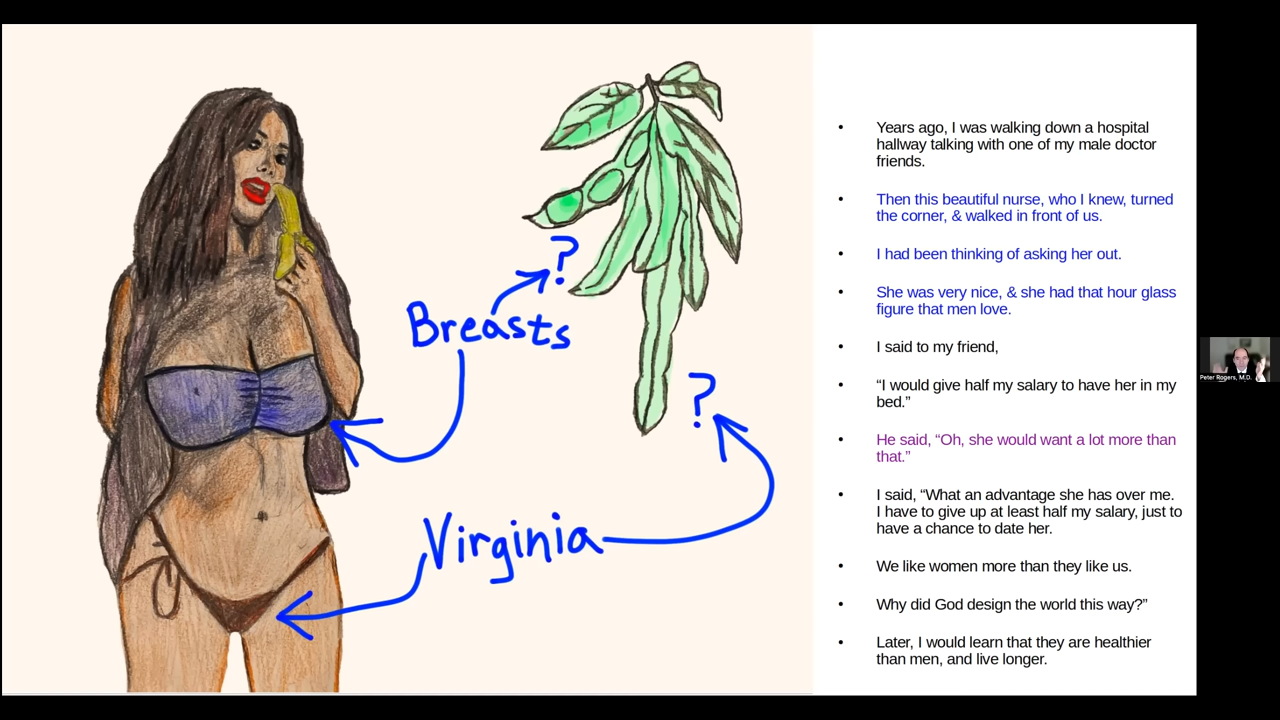 Breasts
?
Virginia
?
• Years ago, I was walking down a hospital
hallway talking with one of my male doctor
friends.
• Then this beautiful nurse, who I knew, turned
the corner, & walked in front of us.
• I had been thinking of asking her out.
• She was very nice, & she had that hour glass
figure that men love.
• I said to my friend,
• “I would give half my salary to have her in my
bed.”
• He said, “Oh, she would want a lot more than
that.”
• I said, “What an advantage she has over me.
I have to give up at least half my salary, just to
have a chance to date her.
• We like women more than they like us.
• Why did God design the world this way?”
• Later, I would learn that they are healthier
than men, and live longer.
Peter Rogers, M.D.